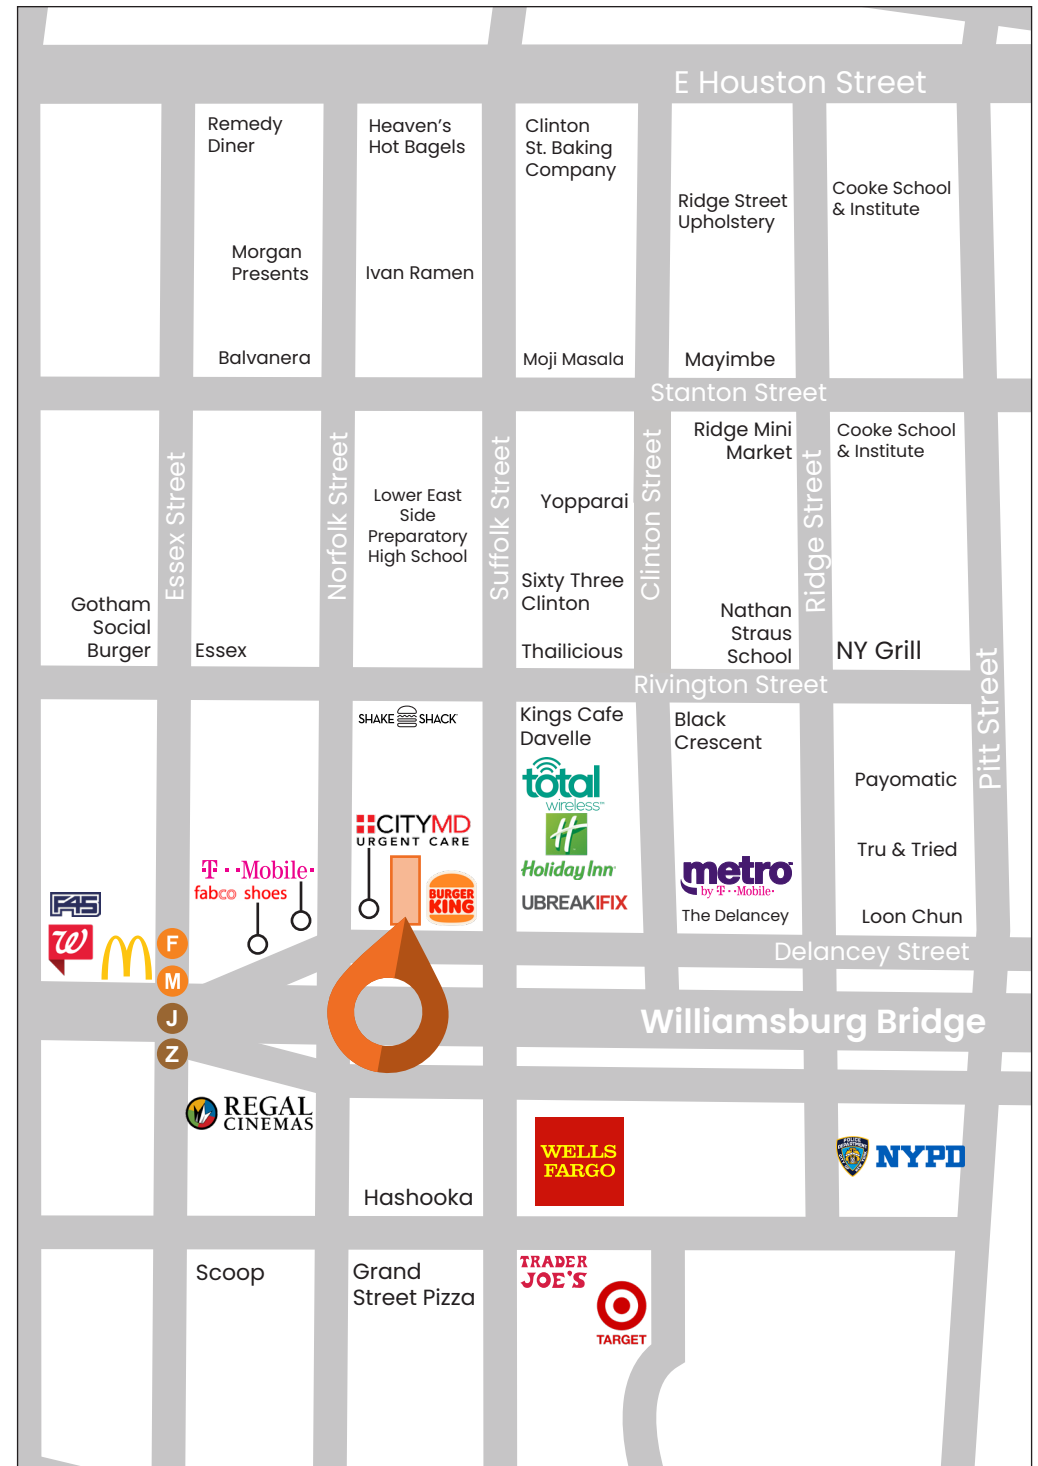 E Houston Street
Remedy
Diner
Heaven's
Hot Bagels
Clinton
St. Baking
Company
Ridge Street
Upholstery
Cooke School
& Institute
Morgan
Presents
Ivan Ramen
Balvanera
Moji Masala
Mayimbe
Stanton Street
Essex Street
Norfolk Street
Suffolk Street
Clinton Street
Ridge Street
Pitt Street
Ridge Mini
Market
Cooke School
& Institute
Lower East
Side
Preparatory
High School
Yopparai
Sixty Three
Clinton
Thailicious
Gotham
Social
Burger
Essex
Nathan
Straus
School
NY Grill
Rivington Street
SHAKE SHACK
Kings Cafe
Davelle
Black
Crescent
total
wireless
Payomatic
CITYMD
URGENT CARE
H
Holiday Inn
UBREAKIFIX
T··Mobile·
fabco shoes
BURGER
KING
metro
by T··Mobile·
The Delancey
Tru & Tried
Loon Chun
F45
W
M
F
M
J
Z
Delancey Street
Williamsburg Bridge
REGAL
CINEMAS
WELLS
FARGO
POLICE
DEPARTMENT
NYPD
Hashooka
Scoop
Grand
Street Pizza
TRADER
JOE'S
TARGET